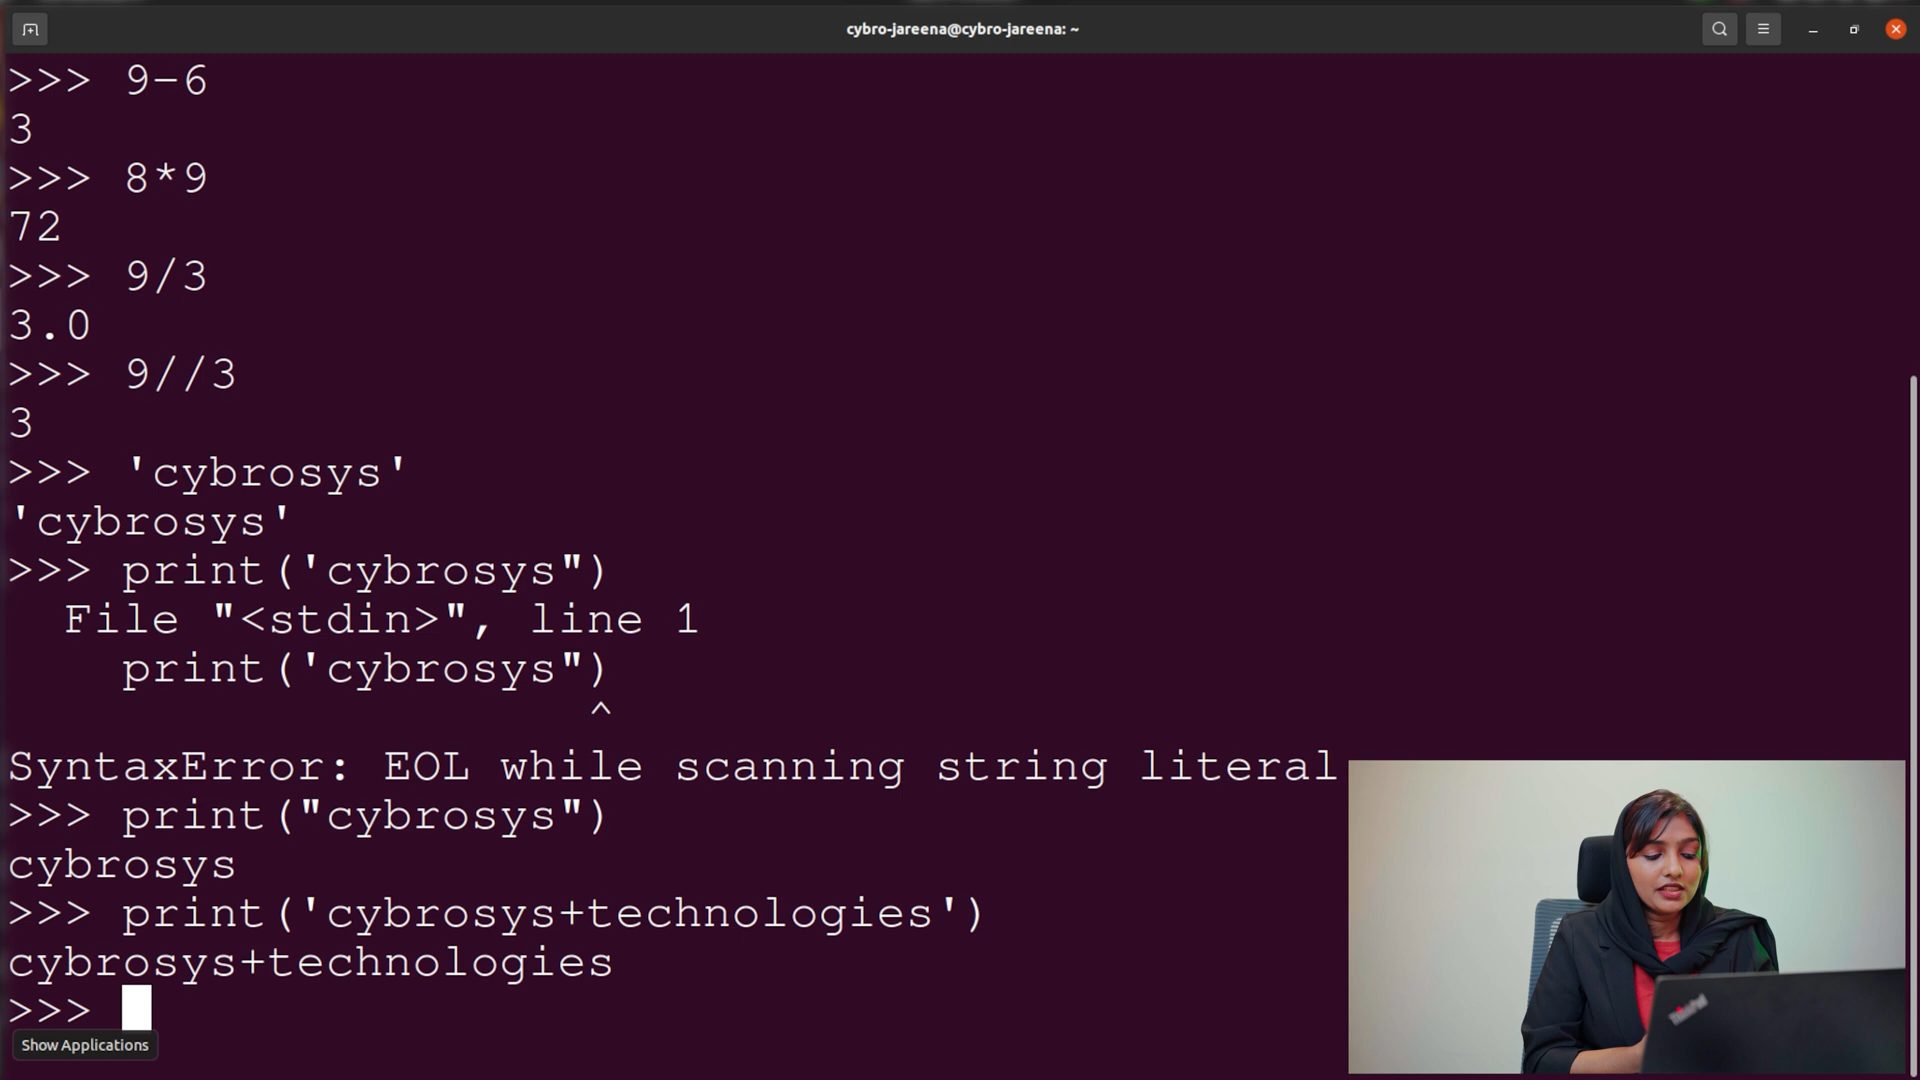 cybro-jareena@cybro-jareena: ~
>>> 9-6
3
>>> 8*9
72
>>> 9/3
3.0
>>> 9//3
3
>>> 'cybrosys'
'cybrosys'
>>> print('cybrosys")
  File "<stdin>", line 1
    print('cybrosys")
                    ^
SyntaxError: EOL while scanning string literal
>>> print("cybrosys")
cybrosys
>>> print('cybrosys+technologies')
cybrosys+technologies
>>>
Show Applications
ThinkPad